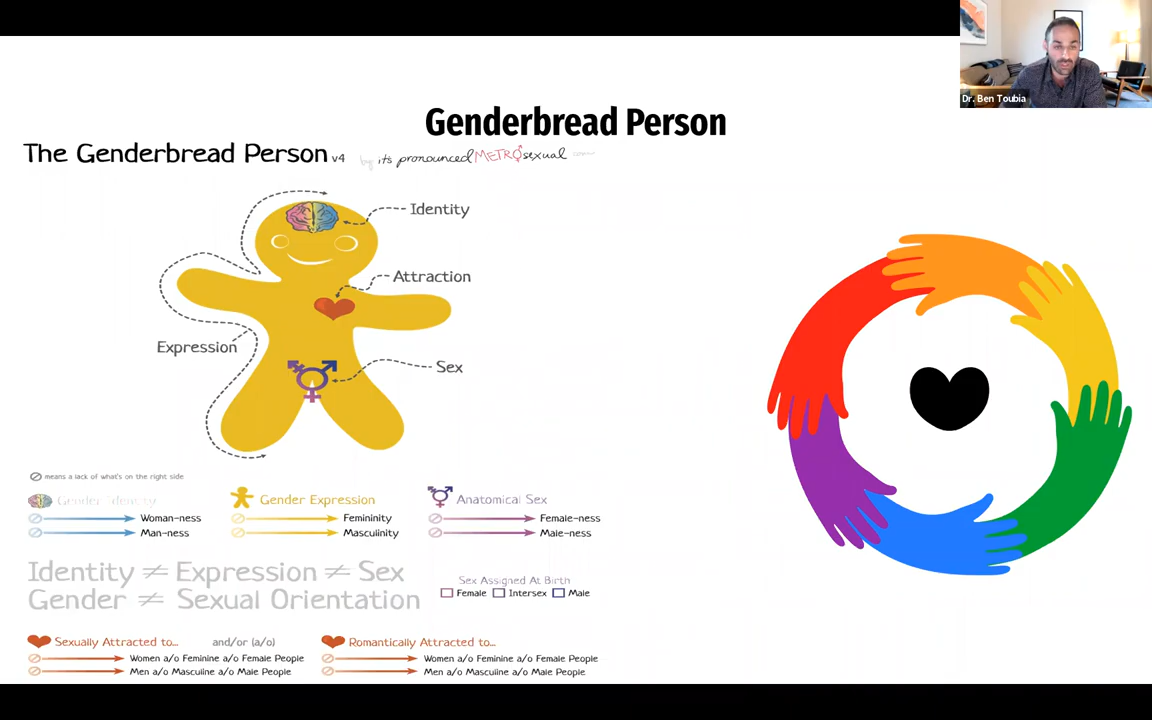 Dr. Ben Toubia
Genderbread Person
The Genderbread Person v4
by it's pronounced METROsexual .com
Identity
Attraction
Expression
Sex
means a lack of what's on the right side
Gender Identity
Woman-ness
Man-ness
Gender Expression
Femininity
Masculinity
Anatomical Sex
Female-ness
Male-ness
Identity ≠ Expression ≠ Sex
Gender ≠ Sexual Orientation
Sex Assigned At Birth
Female Intersex Male
Sexually Attracted to... and/or (a/o)
Women a/o Feminine a/o Female People
Men a/o Masculine a/o Male People
Romantically Attracted to...
Women a/o Feminine a/o Female People
Men a/o Masculine a/o Male People